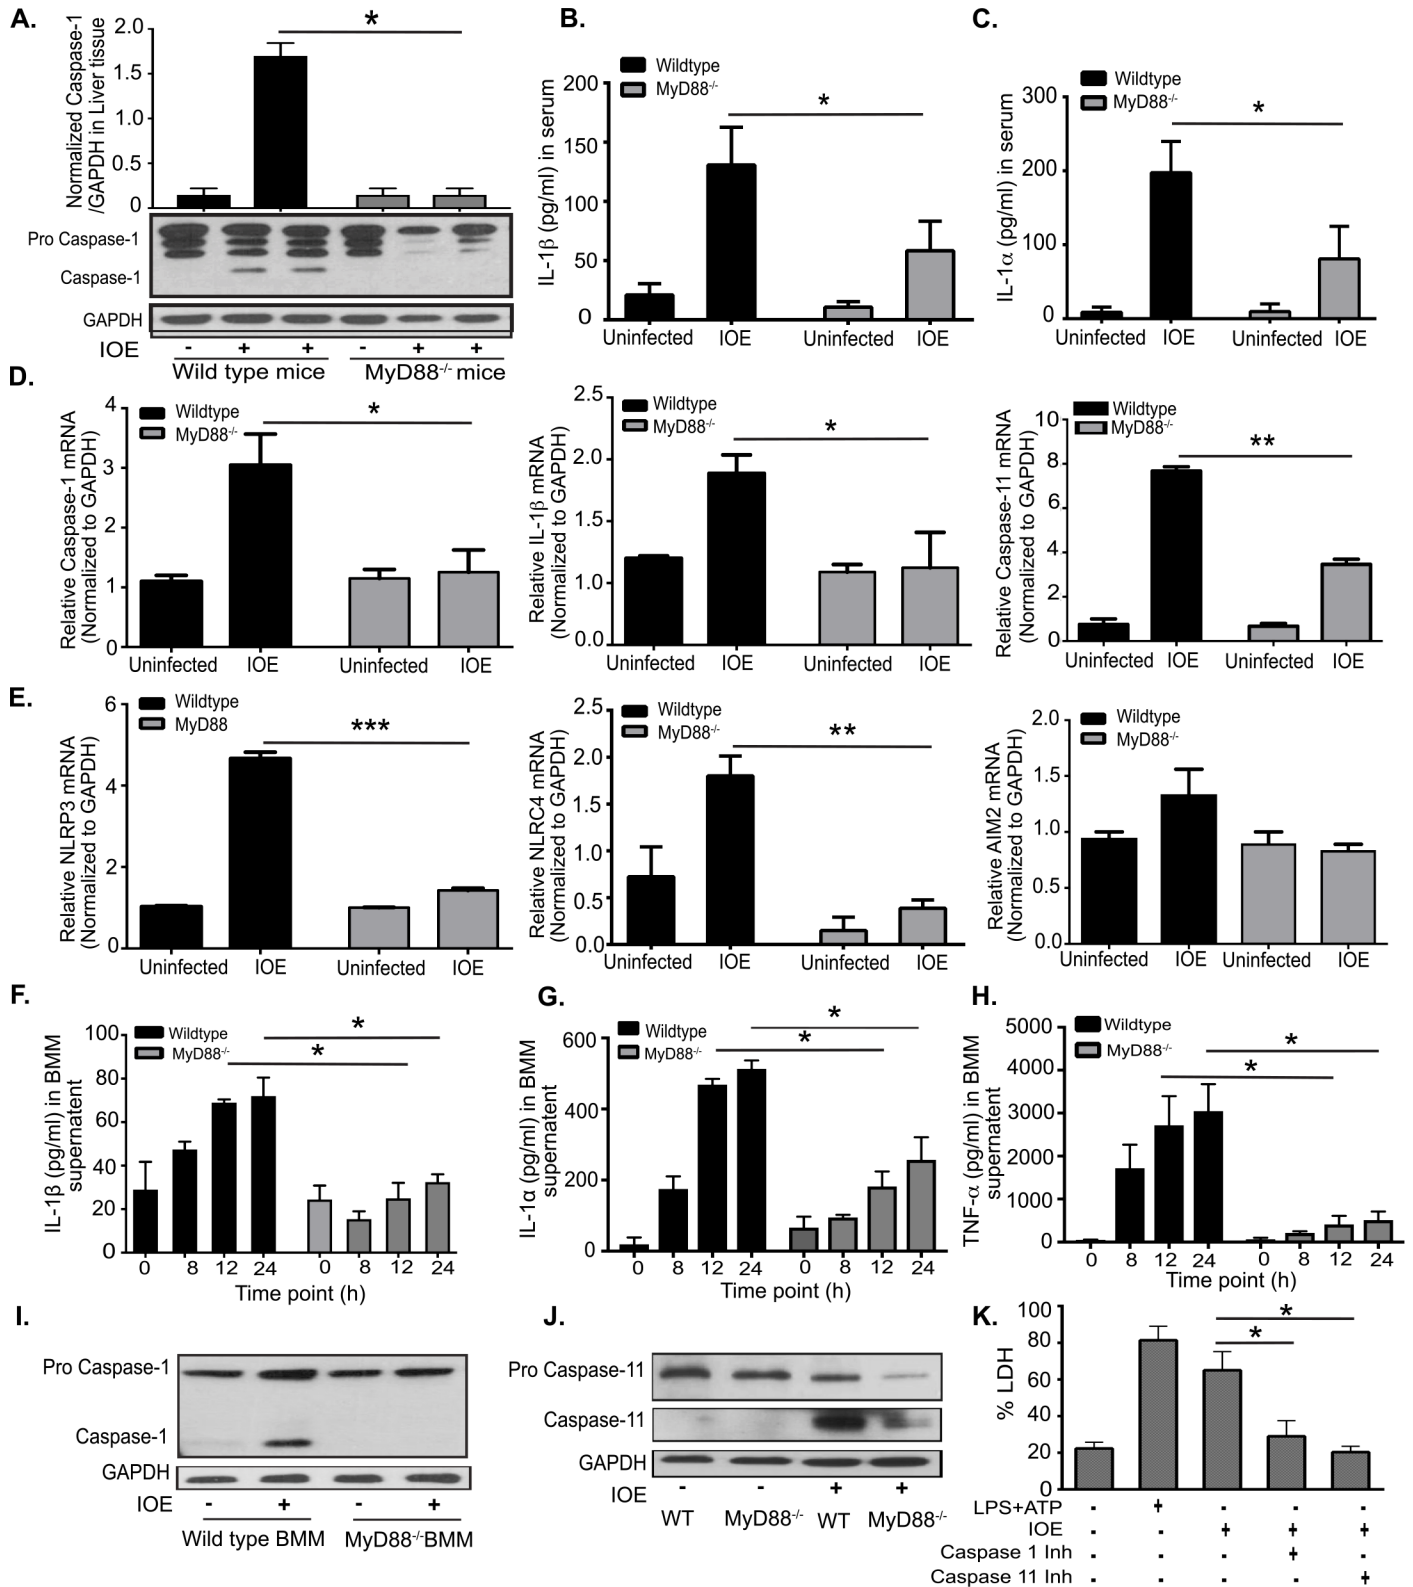 A.
Normalized Caspase-1
/GAPDH in Liver tissue
2.0
1.5
1.0
0.5
0
*
Pro Caspase-1
Caspase-1
GAPDH
IOE - + + - + +
Wild type mice MyD88-/- mice
B.
Wildtype
MyD88-/-
IL-1β (pg/ml) in serum
200
150
100
50
0
*
Uninfected IOE Uninfected IOE
C.
Wildtype
MyD88-/-
IL-1α (pg/ml) in serum
300
200
100
0
*
Uninfected IOE Uninfected IOE
D.
Relative Caspase-1 mRNA
(Normalized to GAPDH)
4
3
2
1
0
Wildtype
MyD88-/-
*
Uninfected IOE Uninfected IOE
Relative IL-1β mRNA
(Normalized to GAPDH)
2.5
2.0
1.5
1.0
0.0
Wildtype
MyD88-/-
*
Uninfected IOE Uninfected IOE
Relative Caspase-11 mRNA
(Normalized to GAPDH)
10
8
6
4
2
0
Wildtype
MyD88-/-
**
Uninfected IOE Uninfected IOE
E.
Relative NLRP3 mRNA
(Normalized to GAPDH)
6
4
2
0
Wildtype
MyD88
***
Uninfected IOE Uninfected IOE
Relative NLRC4 mRNA
(Normalized to GAPDH)
2.5
2.0
1.5
1.0
0.5
0.0
Wildtype
MyD88-/-
**
Uninfected IOE Uninfected IOE
Relative AIM2 mRNA
(Normalized to GAPDH)
2.0
1.5
1.0
0.5
0.0
Wildtype
MyD88-/-
Uninfected IOE Uninfected IOE
F.
IL-1β (pg/ml) in BMM
supernatent
100
80
60
40
20
0
Wildtype
MyD88-/-
*
*
0 8 12 24 0 8 12 24
Time point (h)
G.
IL-1α (pg/ml) in BMM
supernatent
600
400
200
0
Wildtype
MyD88-/-
*
*
0 8 12 24 0 8 12 24
Time point (h)
H.
TNF-α (pg/ml) in BMM
supernatent
5000
4000
3000
2000
1000
0
Wildtype
MyD88-/-
*
*
0 8 12 24 0 8 12 24
Time point (h)
I.
Pro Caspase-1
Caspase-1
GAPDH
IOE - + - +
Wild type BMM MyD88-/-BMM
J.
Pro Caspase-11
Caspase-11
GAPDH
IOE - - + +
WT MyD88-/- WT MyD88-/-
K.
% LDH
100
80
60
40
20
0
*
*
LPS+ATP - + - - -
IOE - - + + +
Caspase 1 Inh - - - + -
Caspase 11 Inh - - - - +